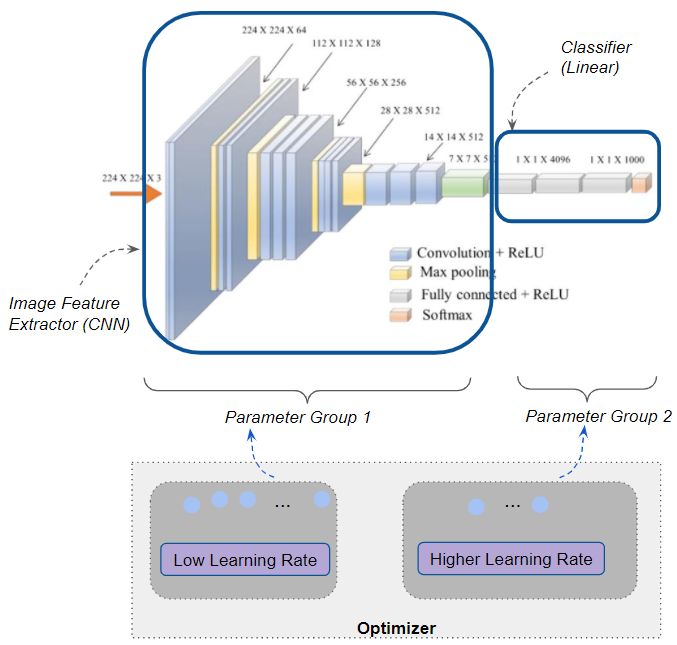 224 X 224 X 64
112 X 112 X 128
56 X 56 X 256
28 X 28 X 512
14 X 14 X 512
7 X 7 X 5
224 X 224 X 3
Classifier
(Linear)
1 X 1 X 4096
1 X 1 X 1000
Image Feature
Extractor (CNN)
Convolution + ReLU
Max pooling
Fully connected + ReLU
Softmax
Parameter Group 1
Parameter Group 2
...
...
Low Learning Rate
Higher Learning Rate
Optimizer